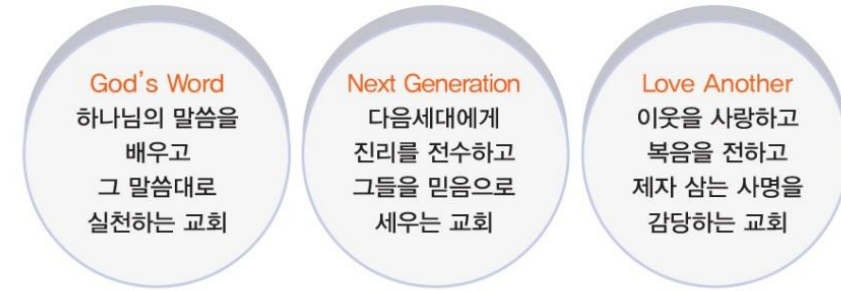 God's Word
하나님의 말씀을
배우고
그 말씀대로
실천하는 교회
Next Generation
다음세대에게
진리를 전수하고
그들을 믿음으로
세우는 교회
Love Another
이웃을 사랑하고
복음을 전하고
제자 삼는 사명을
감당하는 교회